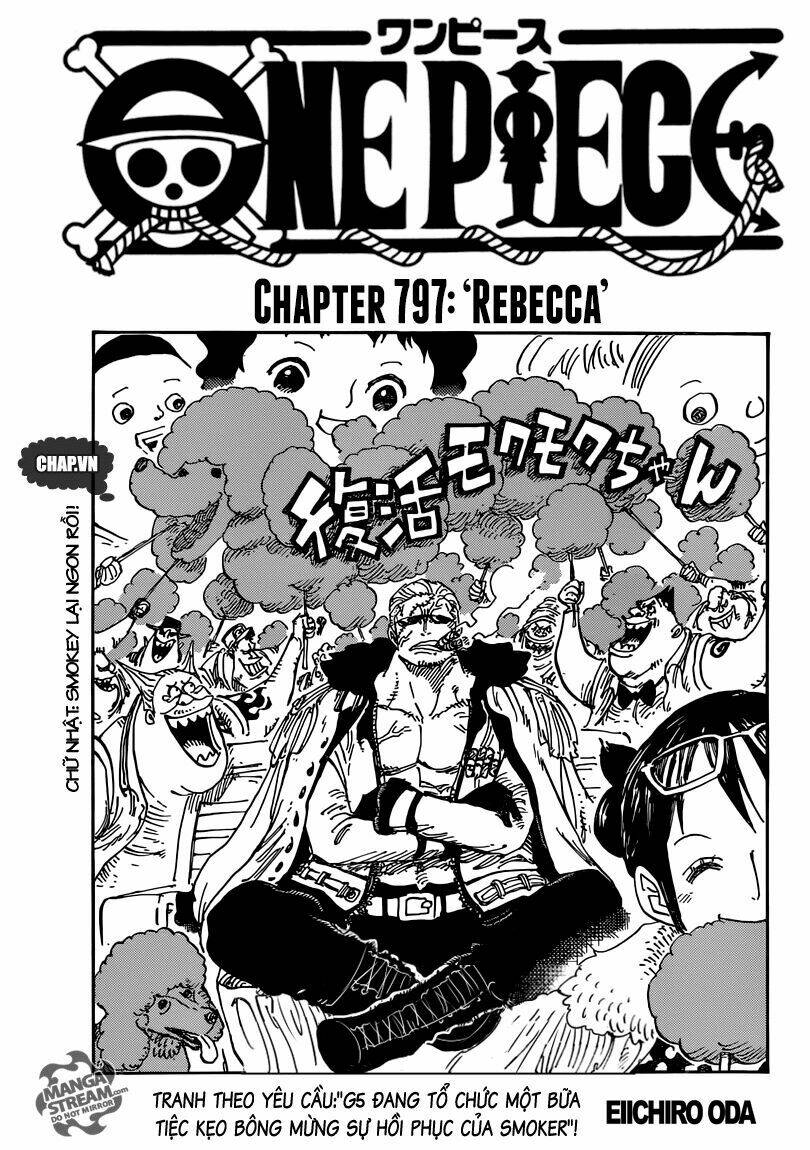 ワンピース
ONE PIECE
CHAPTER 797: ‘REBECCA’
CHAP.VN
復活モクモクちゃん
CHỮ NHẬT: SMOKEY LẠI NGON RỒI!
MANGA
STREAM.COM
DO NOT MIRROR
TRANH THEO YÊU CẦU:"G5 ĐANG TỔ CHỨC MỘT BỮA
TIỆC KẸO BÔNG MỪNG SỰ HỒI PHỤC CỦA SMOKER"!
EIICHIRO ODA